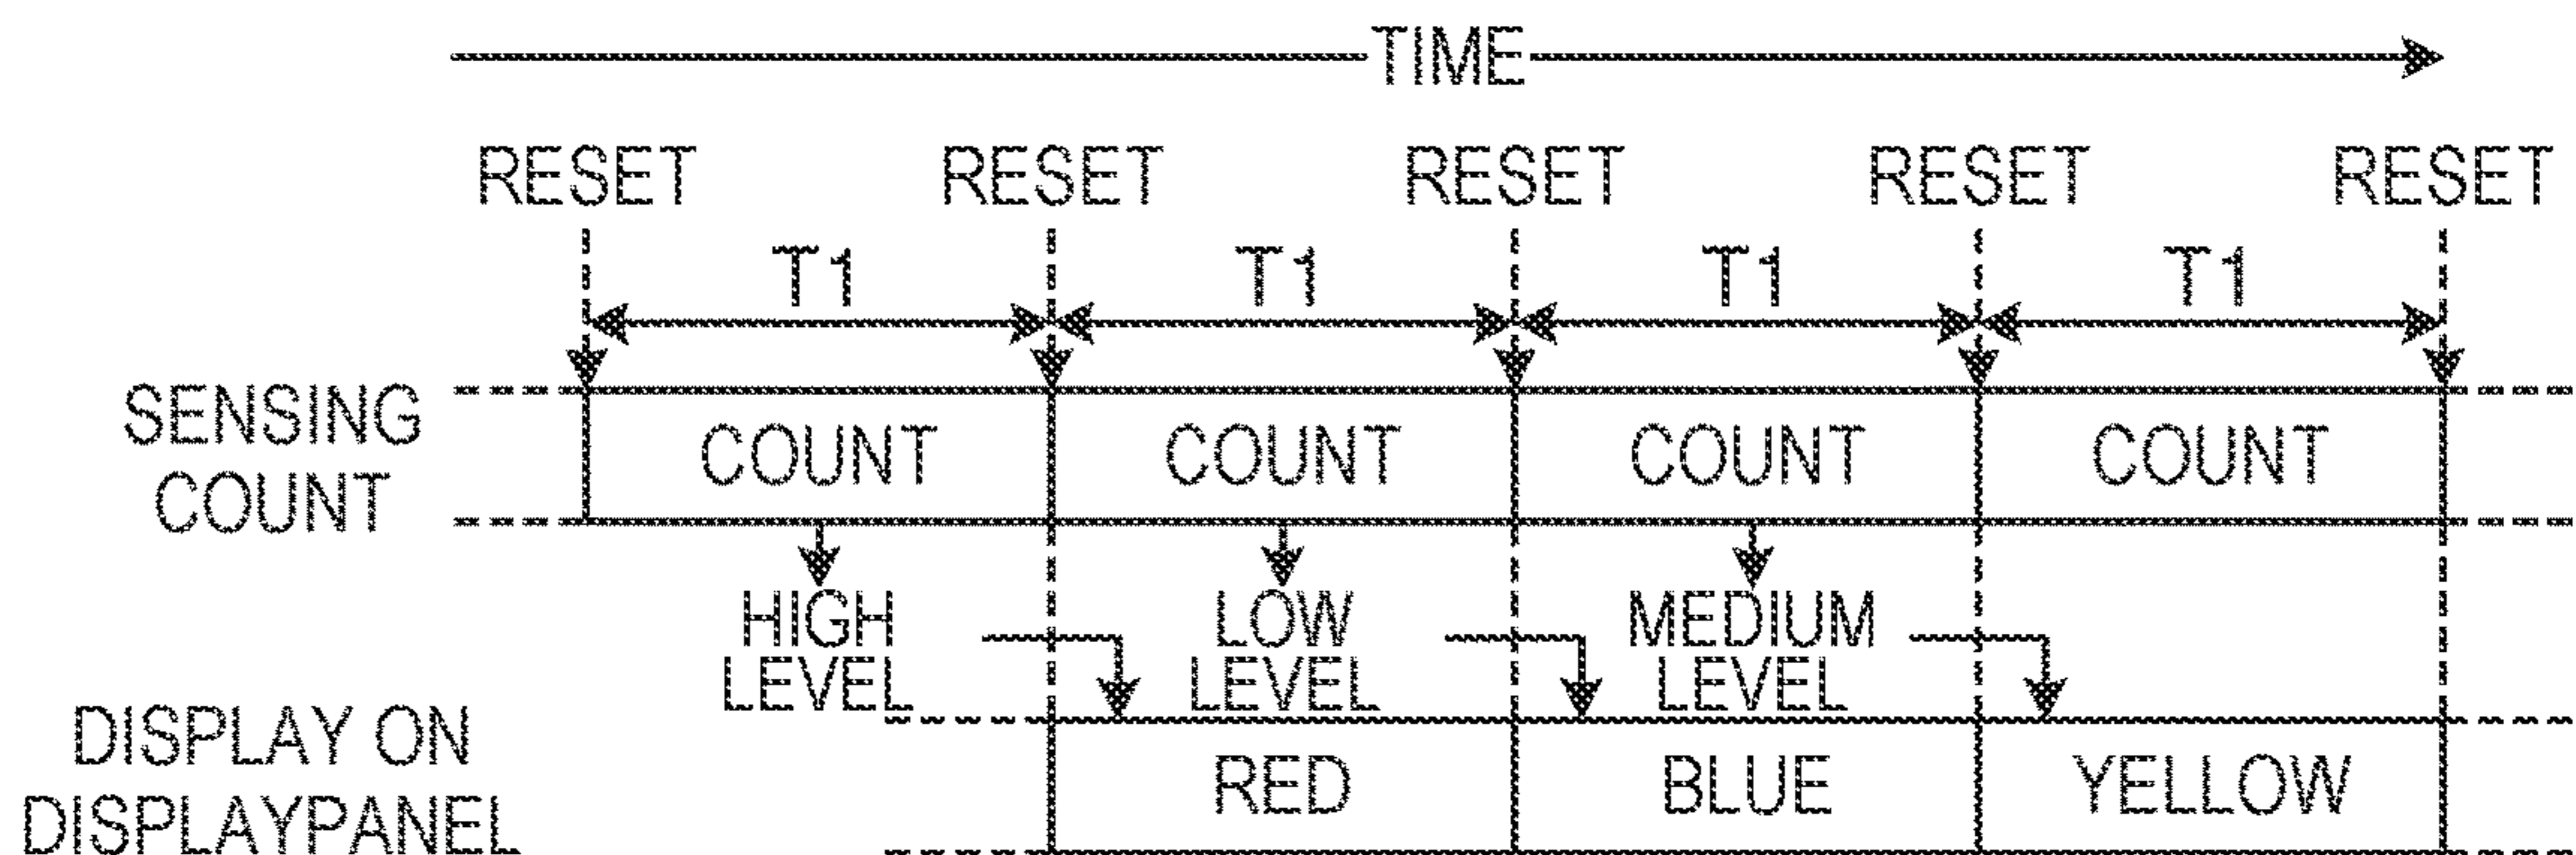 TIME
RESET RESET RESET RESET RESET
T1 T1 T1 T1
SENSING
COUNT
COUNT COUNT COUNT COUNT
HIGH
LEVEL
LOW
LEVEL
MEDIUM
LEVEL
DISPLAY ON
DISPLAYPANEL
RED BLUE YELLOW